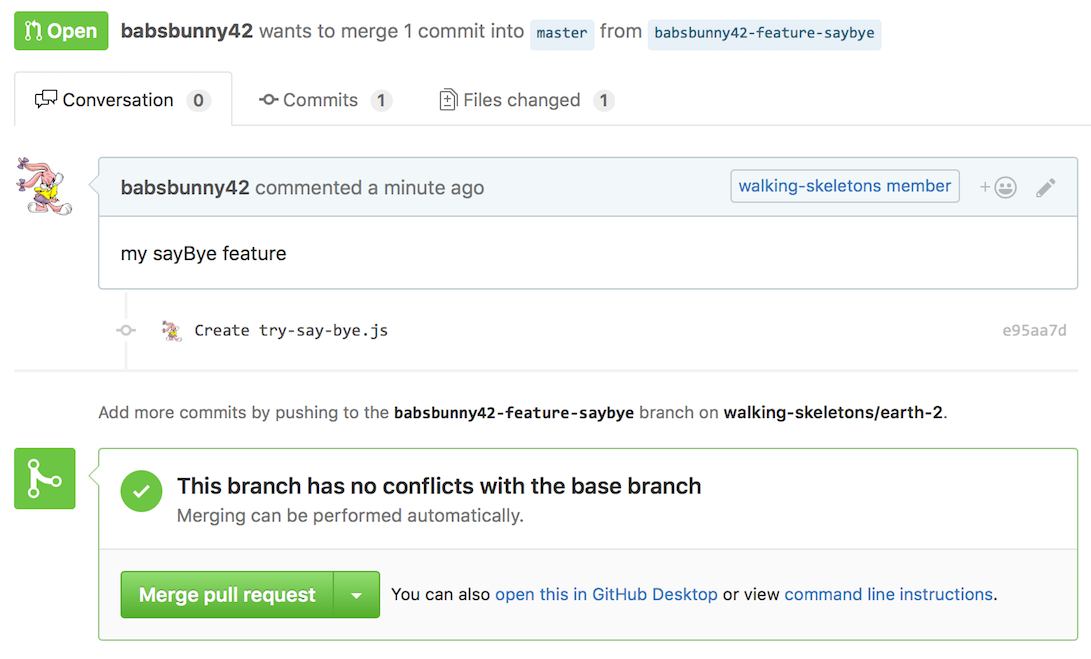 Open babsbunny42 wants to merge 1 commit into master from babsbunny42-feature-saybye
Conversation 0 Commits 1 Files changed 1
babsbunny42 commented a minute ago walking-skeletons member +
my sayBye feature
Create try-say-bye.js e95aa7d
Add more commits by pushing to the babsbunny42-feature-saybye branch on walking-skeletons/earth-2.
This branch has no conflicts with the base branch
Merging can be performed automatically.
Merge pull request You can also open this in GitHub Desktop or view command line instructions.